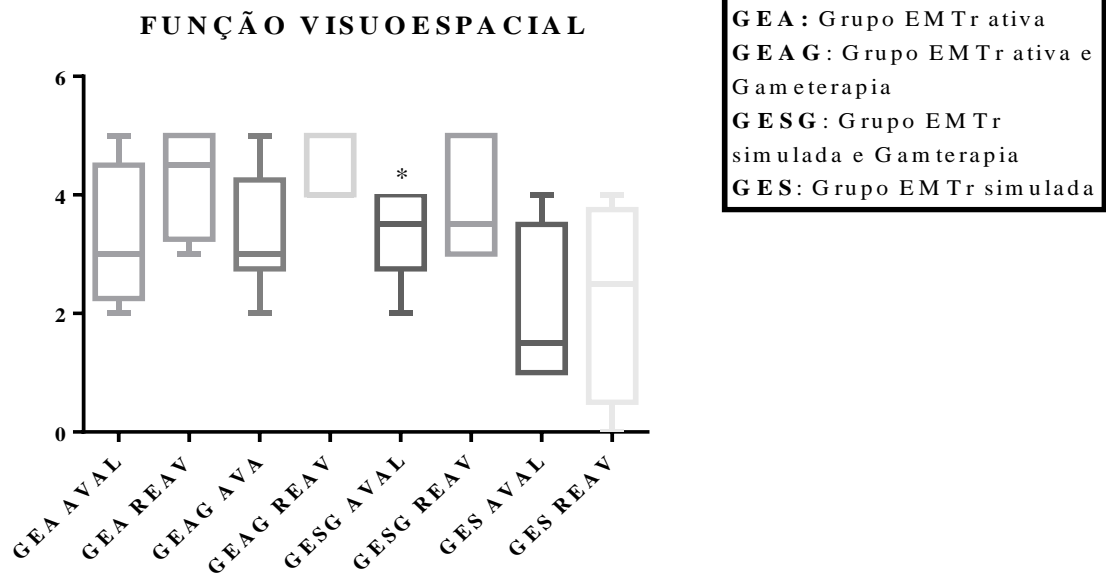 FUNÇÃO VISUOESPACIAL
6
4
2
0
*
GEA AVAL
GEA REAV
GEAG AVA
GEAG REAV
GESG AVAL
GESG REAV
GES AVAL
GES REAV
GEA: Grupo EMTr ativa
GEAG: Grupo EMTr ativa e
Gameterapia
GESG: Grupo EMTr
simulada e Gamterapia
GES: Grupo EMTr simulada